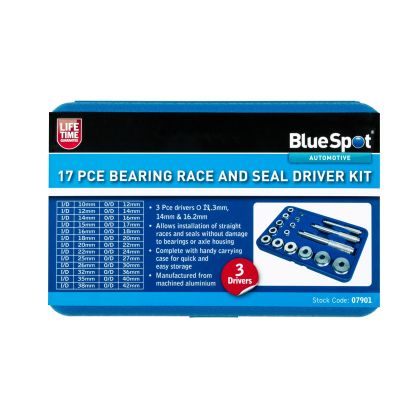 LIFE
TIME
GUARANTEE
BlueSpot
AUTOMOTIVE
17 PCE BEARING RACE AND SEAL DRIVER KIT
I/D 10mm O/D 12mm
I/D 12mm O/D 14mm
I/D 14mm O/D 16mm
I/D 15mm O/D 17mm
I/D 16mm O/D 18mm
I/D 18mm O/D 20mm
I/D 20mm O/D 22mm
I/D 22mm O/D 24mm
I/D 25mm O/D 27mm
I/D 26mm O/D 30mm
I/D 32mm O/D 36mm
I/D 35mm O/D 40mm
I/D 38mm O/D 42mm
• 3 Pce drivers O
14mm & 16.2mm
• Allows installation of straight
races and seals without damage
to bearings or axle housing
• Complete with handy carrying
case for quick and
easy storage
• Manufactured from
machined aluminium
3
Drivers
Stock Code: 07901